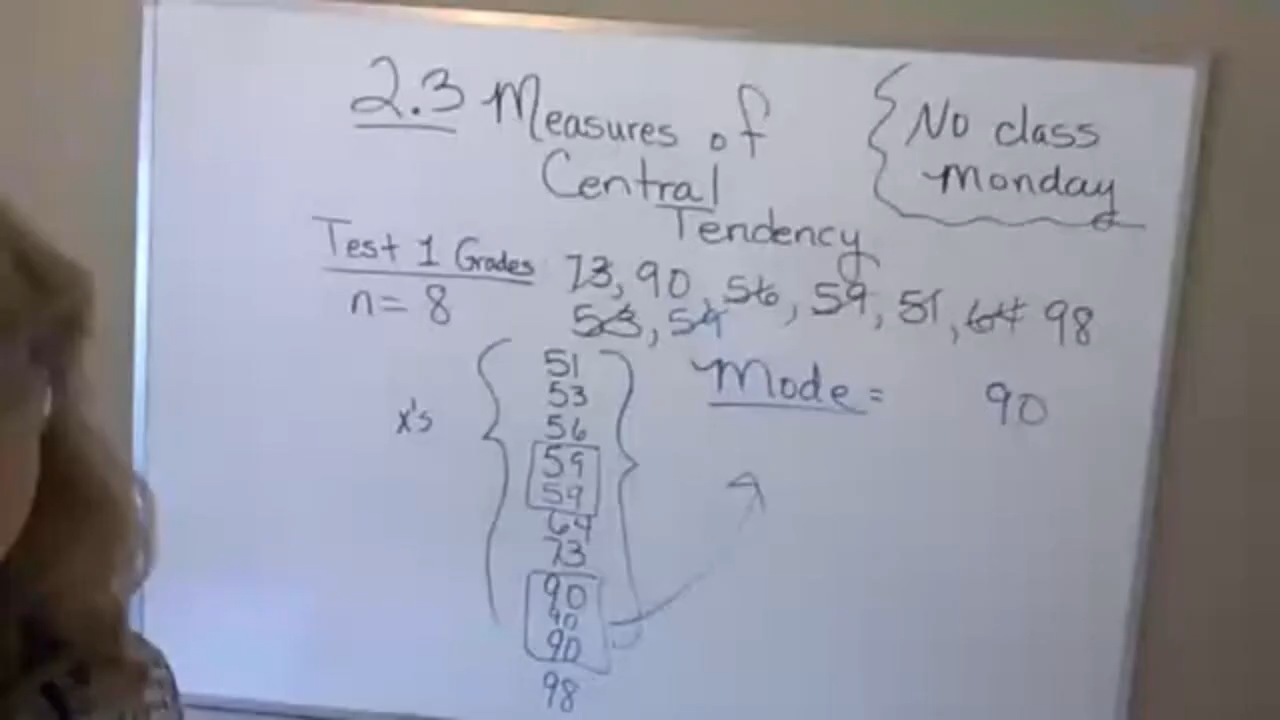 2.3 Measures of
Central
Tendency
No class
Monday
Test 1 Grades 73, 90, 56, 59, 51, 64 98
n = 8 53, 59
x's
51
53
56
59
59
64
73
90
90
90
98
Mode = 90